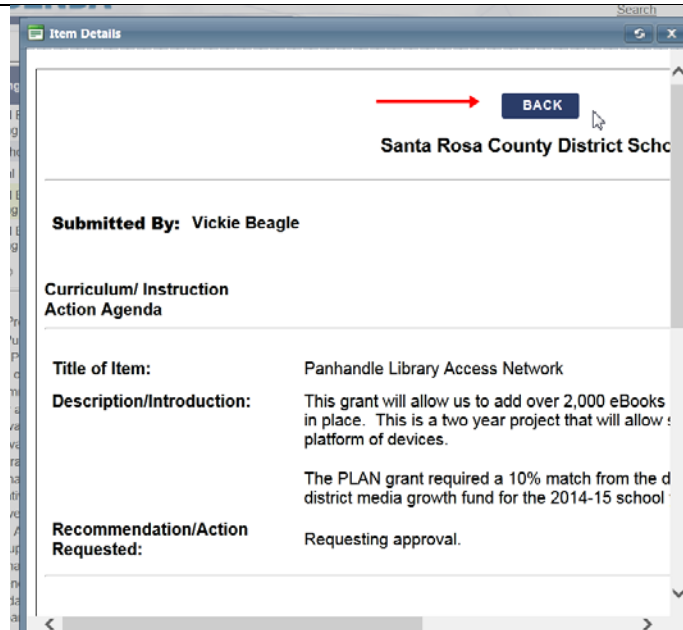 ENDA
Search
Item Details
BACK
Santa Rosa County District Scho
Submitted By: Vickie Beagle
Curriculum/ Instruction
Action Agenda
Title of Item: Panhandle Library Access Network
Description/Introduction: This grant will allow us to add over 2,000 eBooks
in place. This is a two year project that will allow s
platform of devices.
The PLAN grant required a 10% match from the d
district media growth fund for the 2014-15 school
Recommendation/Action
Requested: Requesting approval.